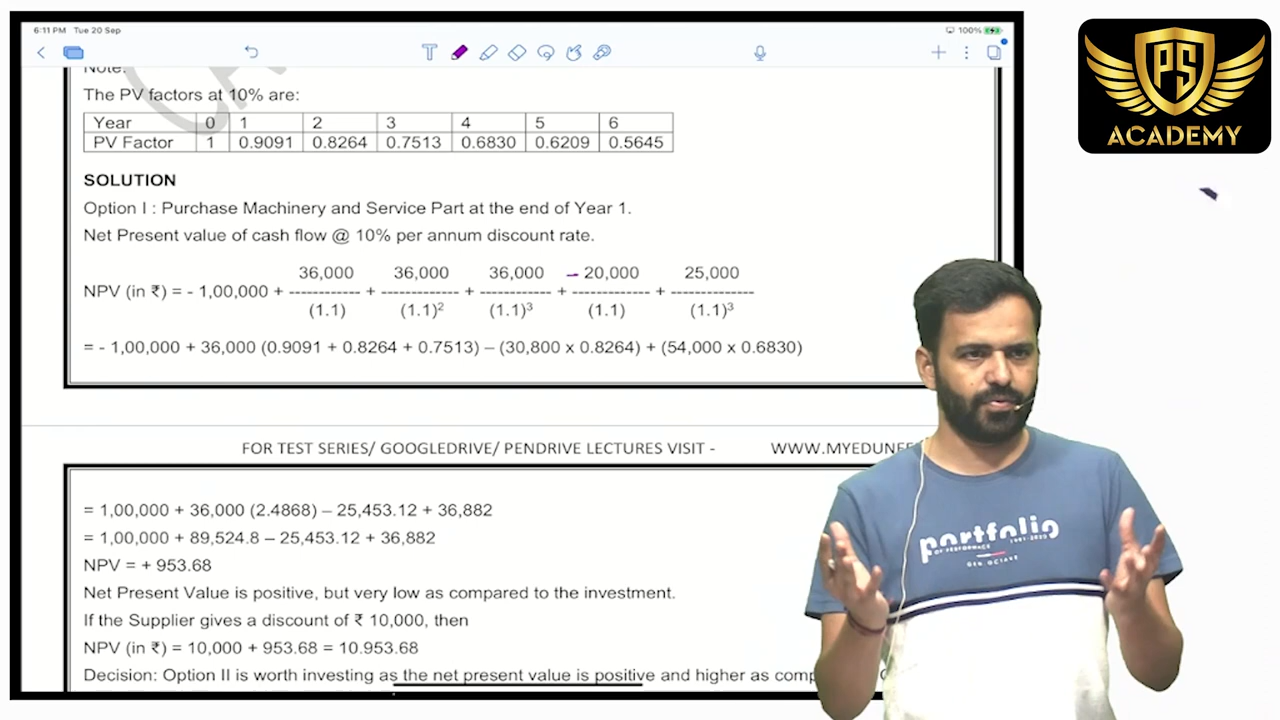 6:11 PM Tue 20 Sep
100%
Note:
The PV factors at 10% are:
Year 0 1 2 3 4 5 6
PV Factor 1 0.9091 0.8264 0.7513 0.6830 0.6209 0.5645
SOLUTION
Option I : Purchase Machinery and Service Part at the end of Year 1.
Net Present value of cash flow @ 10% per annum discount rate.
36,000 36,000 36,000 – 20,000 25,000
NPV (in ₹) = - 1,00,000 + ------------ + ----------- + ----------- + ------------ + --------------
(1.1) (1.1)² (1.1)³ (1.1) (1.1)³
= - 1,00,000 + 36,000 (0.9091 + 0.8264 + 0.7513) – (30,800 x 0.8264) + (54,000 x 0.6830)
FOR TEST SERIES/ GOOGLEDRIVE/ PENDRIVE LECTURES VISIT - WWW.MYEDUNE
= 1,00,000 + 36,000 (2.4868) – 25,453.12 + 36,882
= 1,00,000 + 89,524.8 – 25,453.12 + 36,882
NPV = + 953.68
Net Present Value is positive, but very low as compared to the investment.
If the Supplier gives a discount of ₹ 10,000, then
NPV (in ₹) = 10,000 + 953.68 = 10.953.68
Decision: Option II is worth investing as the net present value is positive and higher as comp
PS
ACADEMY
portfolio
OF PERFORMANCE
GEN OCTAVE